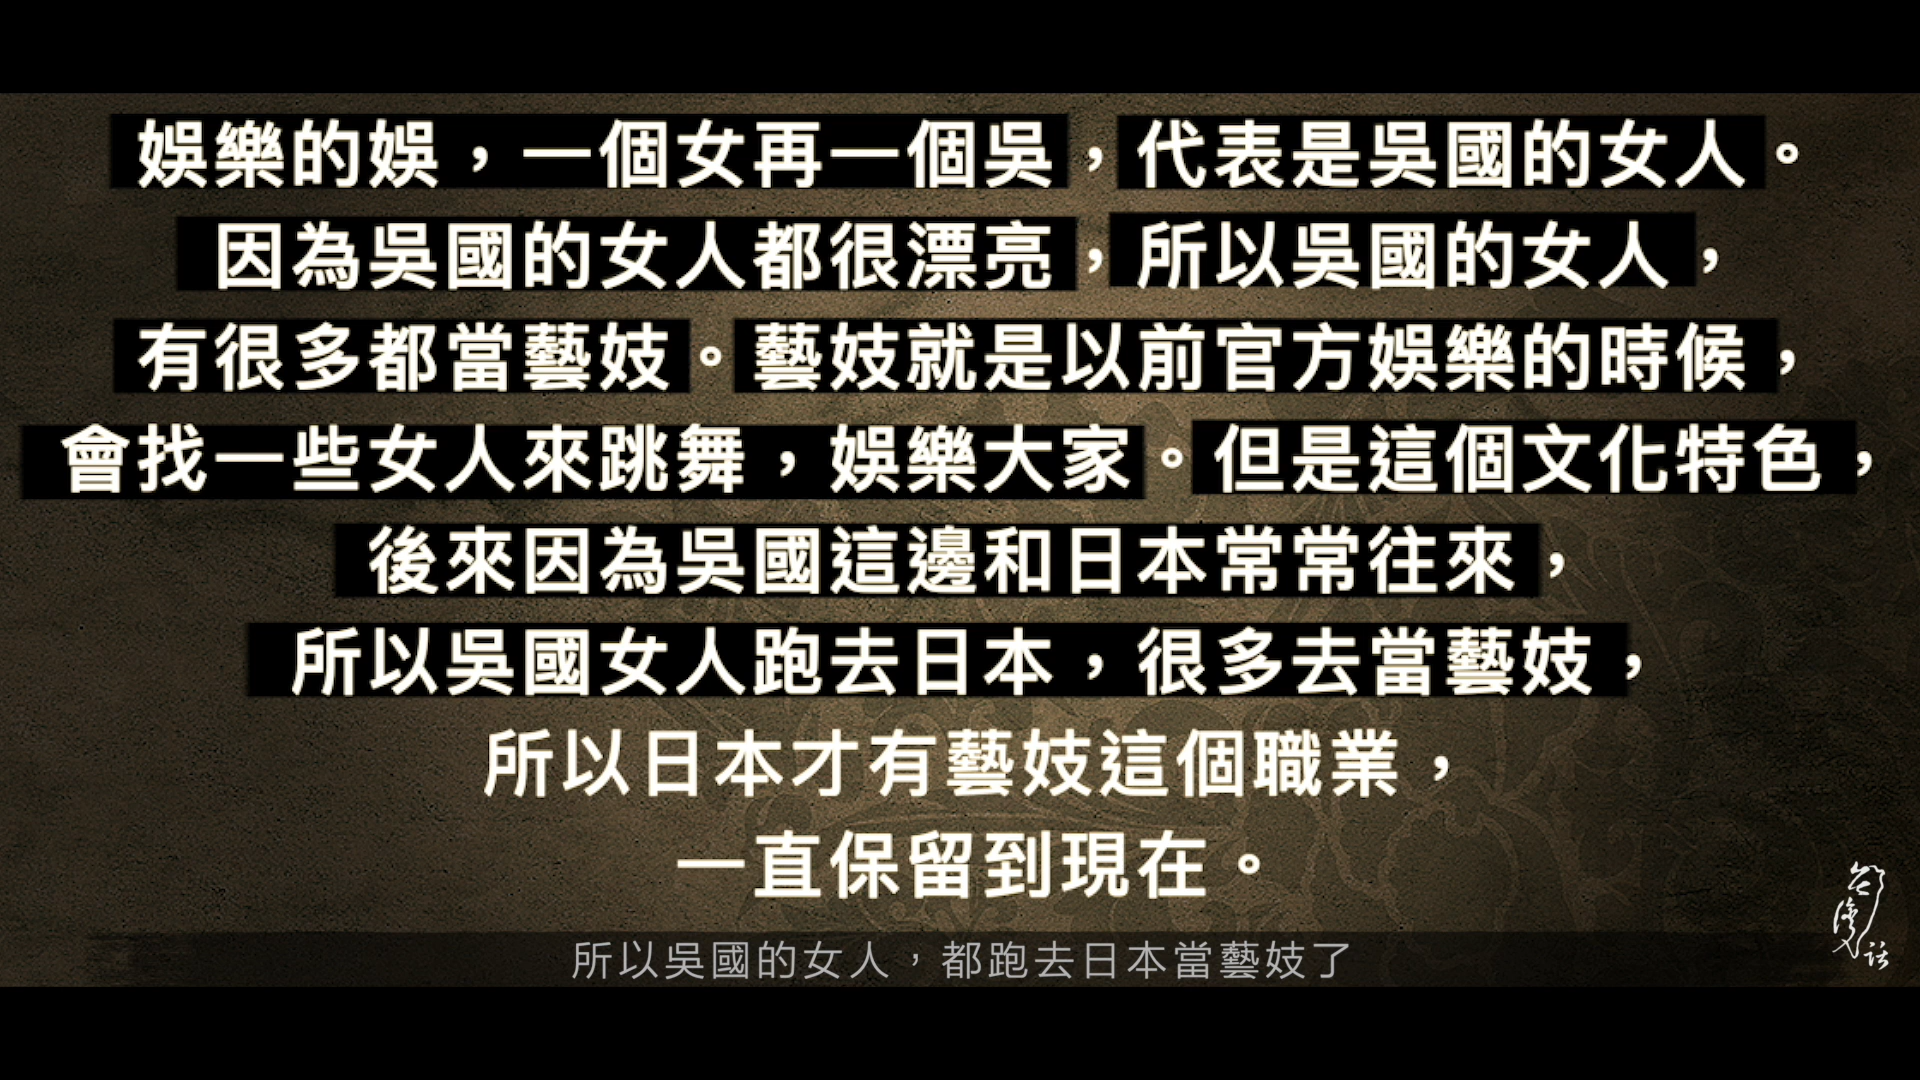 娛樂的娛，一個女再一個吳，代表是吳國的女人。
因為吳國的女人都很漂亮，所以吳國的女人，
有很多都當藝妓。藝妓就是以前官方娛樂的時候，
會找一些女人來跳舞，娛樂大家。但是這個文化特色，
後來因為吳國這邊和日本常常往來，
所以吳國女人跑去日本，很多去當藝妓，
所以日本才有藝妓這個職業，
一直保留到現在。
所以吳國的女人，都跑去日本當藝妓了